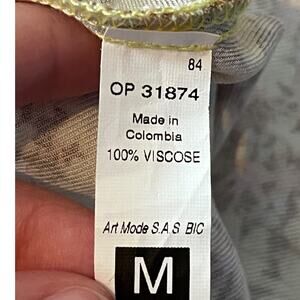 84
OP 31874
Made in
Colombia
100% VISCOSE
Art Mode S.A.S. BIC
M